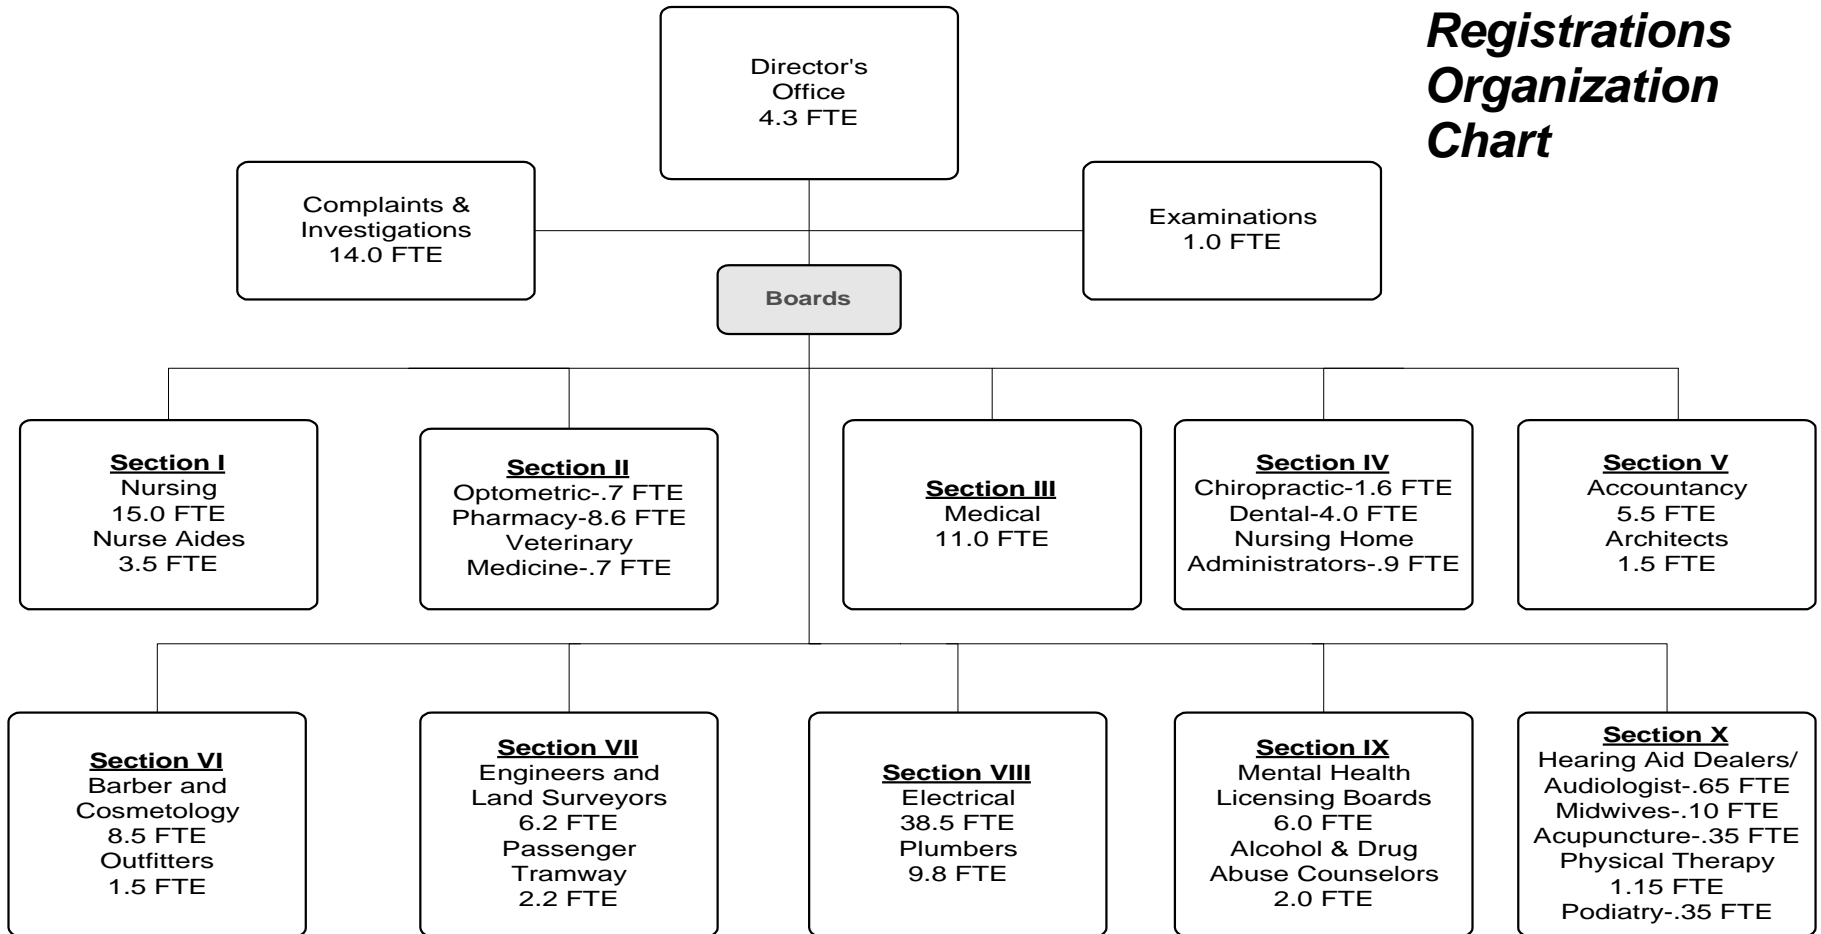 Registrations
Organization
Chart
Director's
Office
4.3 FTE
Complaints &
Investigations
14.0 FTE
Examinations
1.0 FTE
Boards
Section I
Nursing
15.0 FTE
Nurse Aides
3.5 FTE
Section II
Optometric-.7 FTE
Pharmacy-8.6 FTE
Veterinary
Medicine-.7 FTE
Section III
Medical
11.0 FTE
Section IV
Chiropractic-1.6 FTE
Dental-4.0 FTE
Nursing Home
Administrators-.9 FTE
Section V
Accountancy
5.5 FTE
Architects
1.5 FTE
Section VI
Barber and
Cosmetology
8.5 FTE
Outfitters
1.5 FTE
Section VII
Engineers and
Land Surveyors
6.2 FTE
Passenger
Tramway
2.2 FTE
Section VIII
Electrical
38.5 FTE
Plumbers
9.8 FTE
Section IX
Mental Health
Licensing Boards
6.0 FTE
Alcohol & Drug
Abuse Counselors
2.0 FTE
Section X
Hearing Aid Dealers/
Audiologist-.65 FTE
Midwives-.10 FTE
Acupuncture-.35 FTE
Physical Therapy
1.15 FTE
Podiatry-.35 FTE